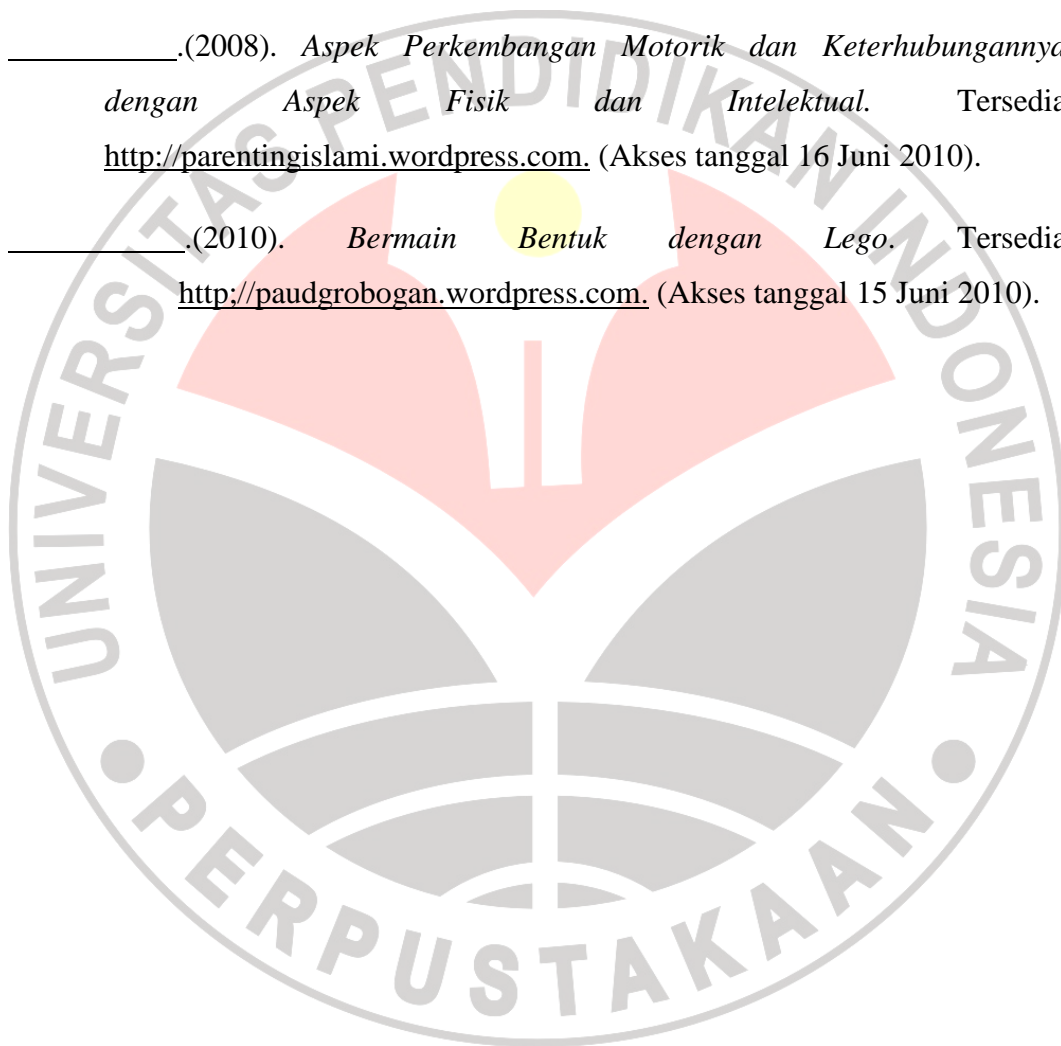 ____________.(2008). Aspek Perkembangan Motorik dan Keterhubungannya
dengan Aspek Fisik dan Intelektual. Tersedia
http://parentingislami.wordpress.com. (Akses tanggal 16 Juni 2010).
____________.(2010). Bermain Bentuk dengan Lego. Tersedia
http;//paudgrobogan.wordpress.com. (Akses tanggal 15 Juni 2010).
UNIVERSITAS PENDIDIKAN INDONESIA
PERPUSTAKAAN